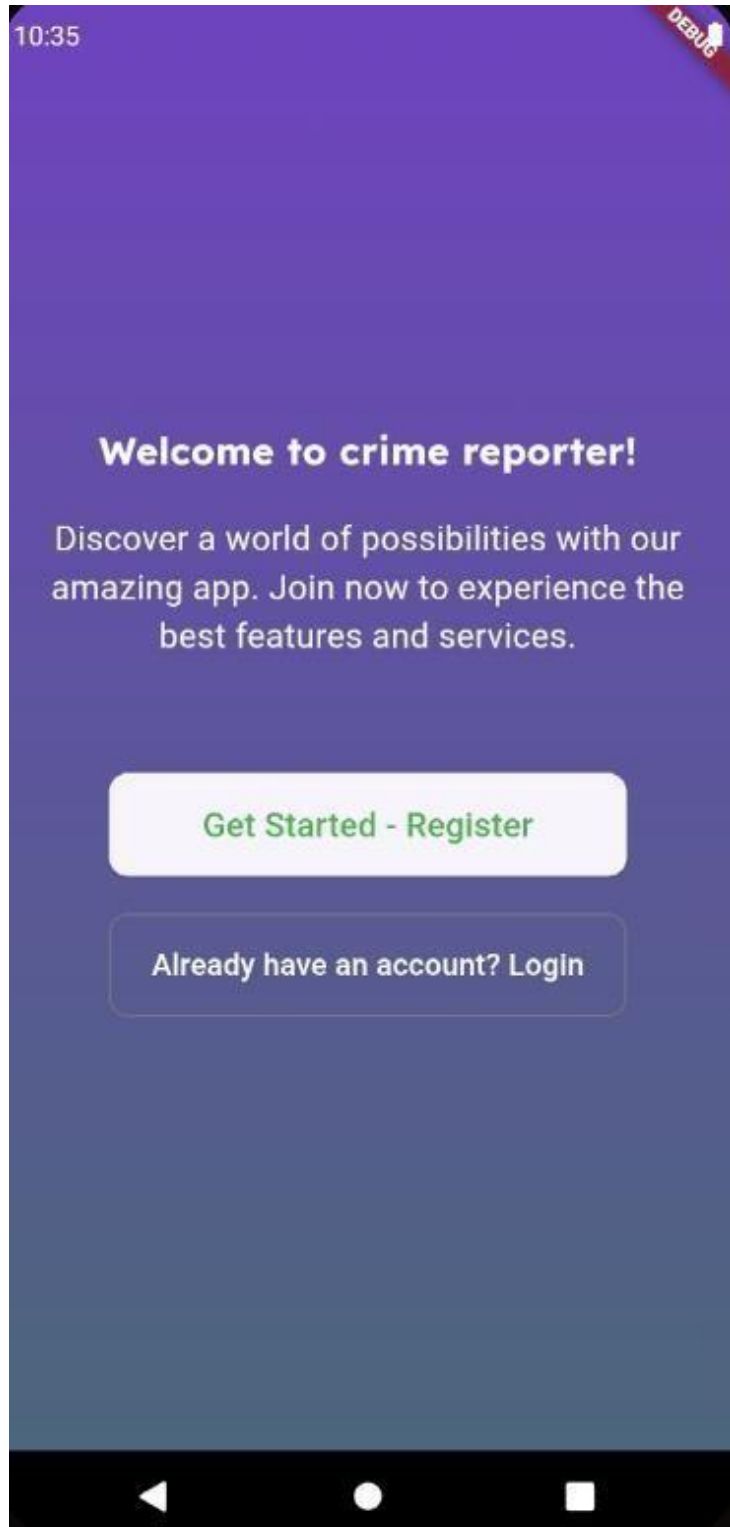 10:35
DEBUG
Welcome to crime reporter!
Discover a world of possibilities with our
amazing app. Join now to experience the
best features and services.
Get Started - Register
Already have an account? Login